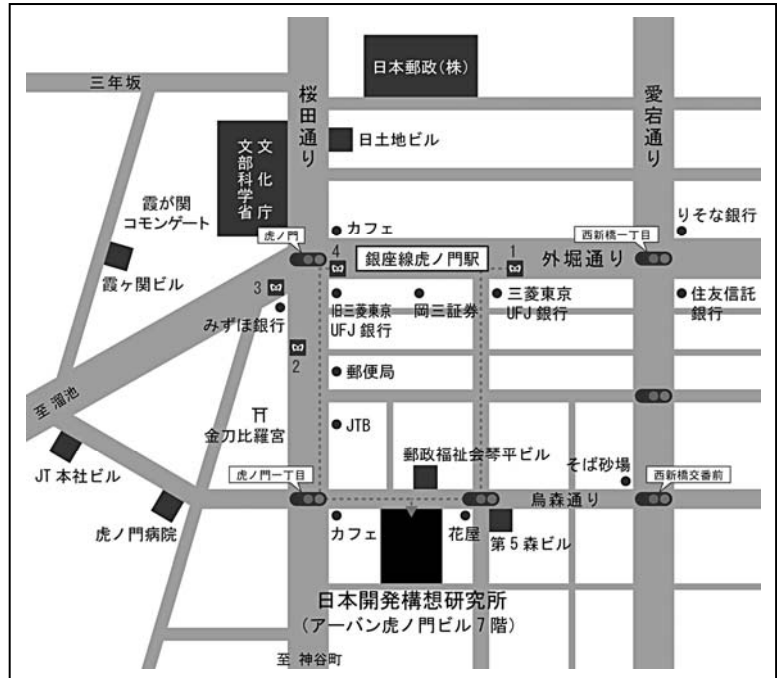 日本郵政(株)
三年坂
桜田通り
愛宕通り
日土地ビル
文化庁
文部科学省
霞が関
コモンゲート
カフェ
りそな銀行
虎ノ門
4
銀座線虎ノ門駅
1
西新橋一丁目
外堀通り
霞ヶ関ビル
3
みずほ銀行
旧三菱東京
UFJ 銀行
岡三証券
三菱東京
UFJ 銀行
住友信託
銀行
2
郵便局
至 溜池
金刀比羅宮
JTB
JT 本社ビル
郵政福祉会琴平ビル
そば砂場
虎ノ門一丁目
西新橋交番前
烏森通り
虎ノ門病院
カフェ
花屋
第5森ビル
日本開発構想研究所
(アーバン虎ノ門ビル7階)
至 神谷町